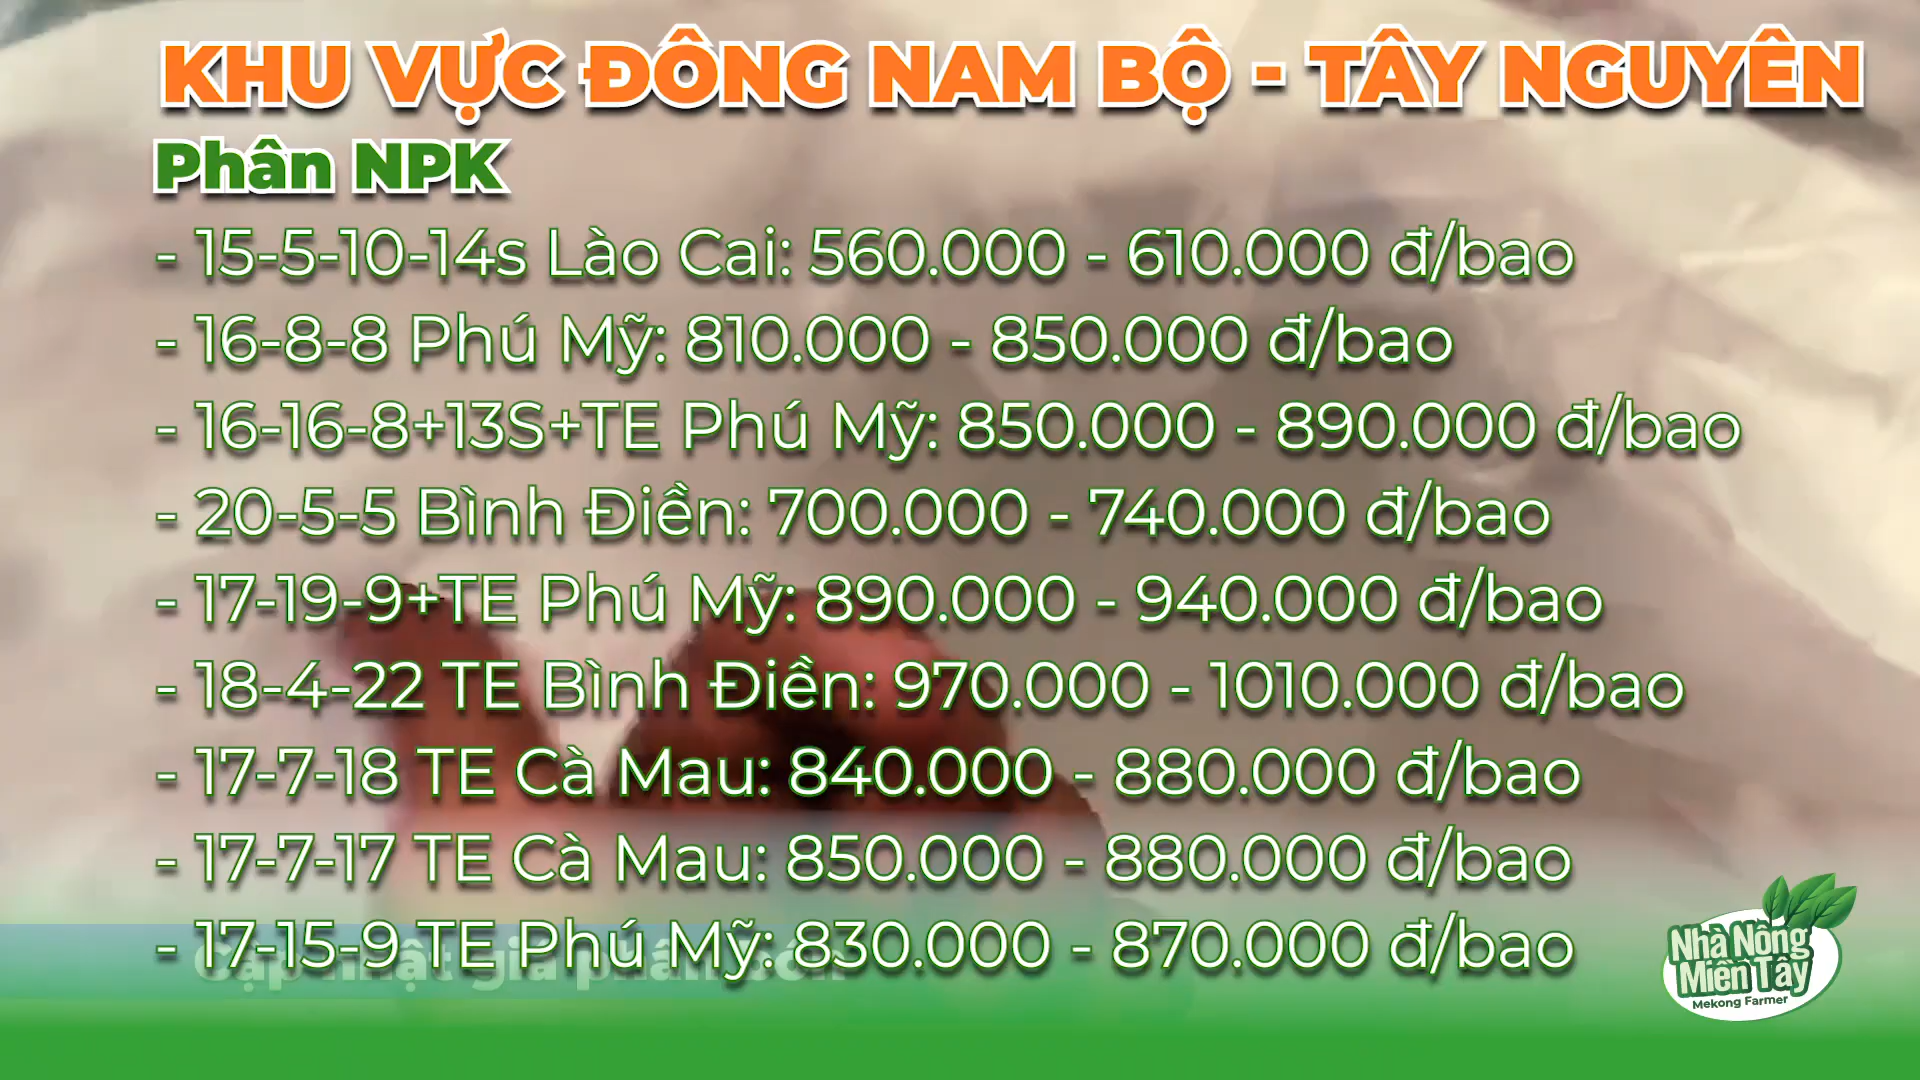 KHU VỰC ĐÔNG NAM BỘ - TÂY NGUYÊN
Phân NPK
- 15-5-10-14s Lào Cai: 560.000 - 610.000 đ/bao
- 16-8-8 Phú Mỹ: 810.000 - 850.000 đ/bao
- 16-16-8+13S+TE Phú Mỹ: 850.000 - 890.000 đ/bao
- 20-5-5 Bình Điền: 700.000 - 740.000 đ/bao
- 17-19-9+TE Phú Mỹ: 890.000 - 940.000 đ/bao
- 18-4-22 TE Bình Điền: 970.000 - 1010.000 đ/bao
- 17-7-18 TE Cà Mau: 840.000 - 880.000 đ/bao
- 17-7-17 TE Cà Mau: 850.000 - 880.000 đ/bao
- 17-15-9 TE Phú Mỹ: 830.000 - 870.000 đ/bao
Cập nhật giá phân bón
Nhà Nông
Miền Tây
Mekong Farmer